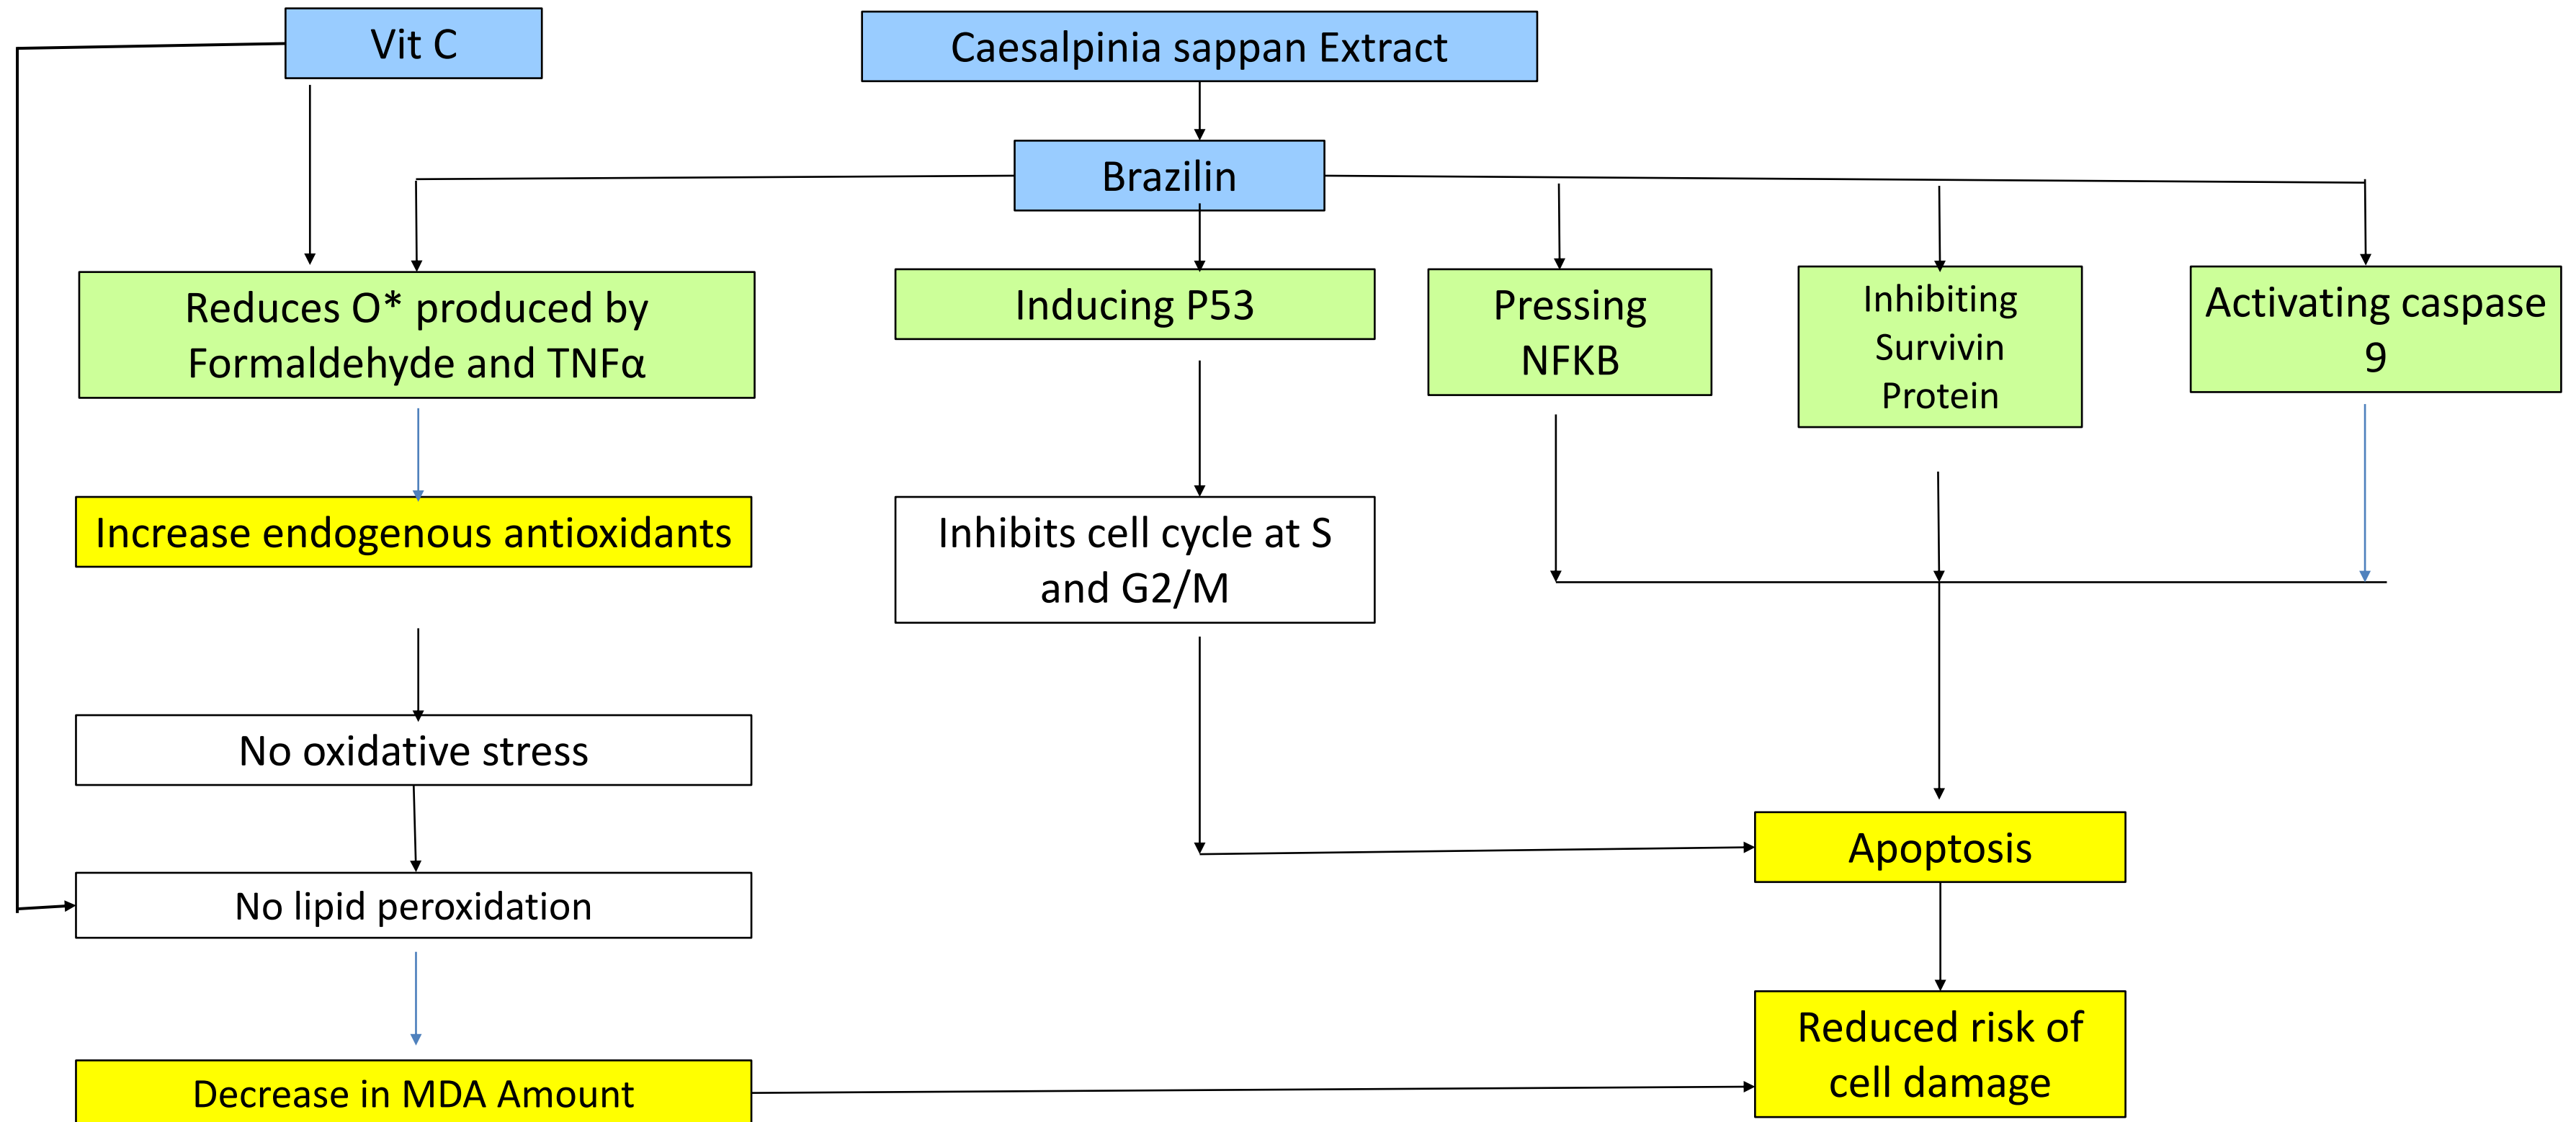 Vit C
Caesalpinia sappan Extract
Brazilin
Reduces O* produced by
Formaldehyde and TNFα
Inducing P53
Pressing
NFKB
Inhibiting
Survivin
Protein
Activating caspase
9
Increase endogenous antioxidants
Inhibits cell cycle at S
and G2/M
No oxidative stress
Apoptosis
No lipid peroxidation
Reduced risk of
cell damage
Decrease in MDA Amount